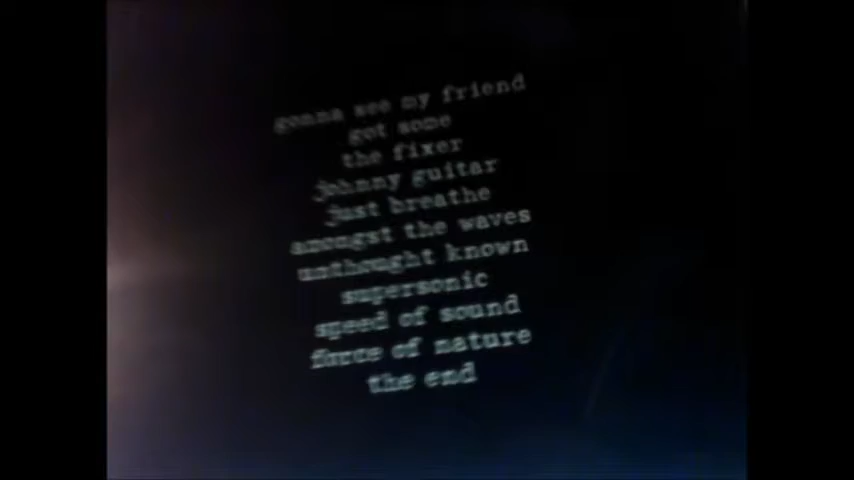 gonna see my friend
got some
the fixer
johnny guitar
just breathe
amongst the waves
unthought known
supersonic
speed of sound
force of nature
the end